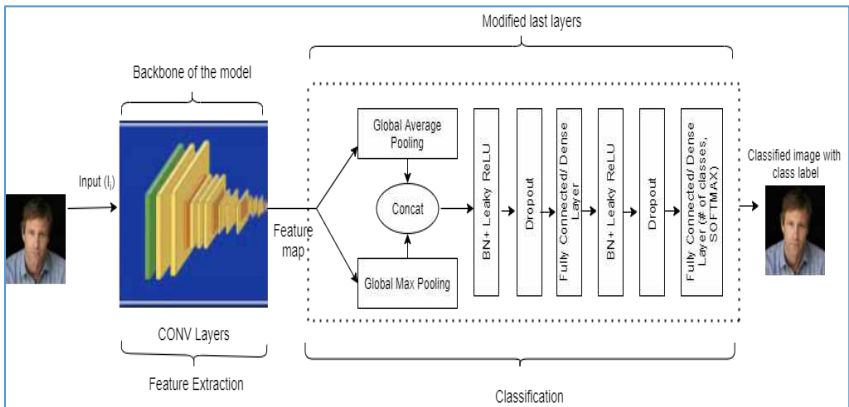 Modified last layers
Backbone of the model
Input (Iᵢ)
CONV Layers
Feature Extraction
Feature
map
Global Average
Pooling
Concat
Global Max Pooling
BN+ Leaky ReLU
Dropout
Fully Connected/ Dense
Layer
BN+ Leaky ReLU
Dropout
Fully Connected/ Dense
Layer (# of classes,
SOFTMAX)
Classification
Classified image with
class label